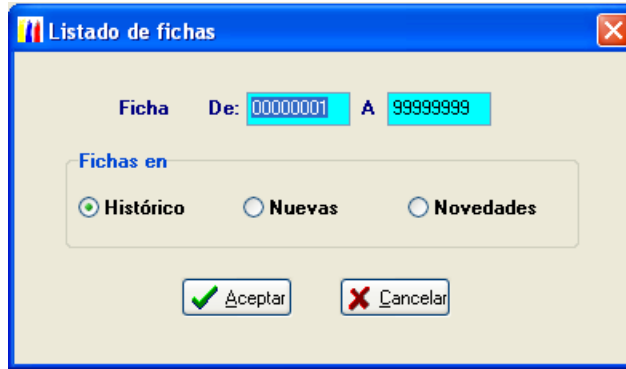 Listado de fichas
Ficha De: 00000001 A 99999999
Fichas en
Histórico Nuevas Novedades
Aceptar Cancelar